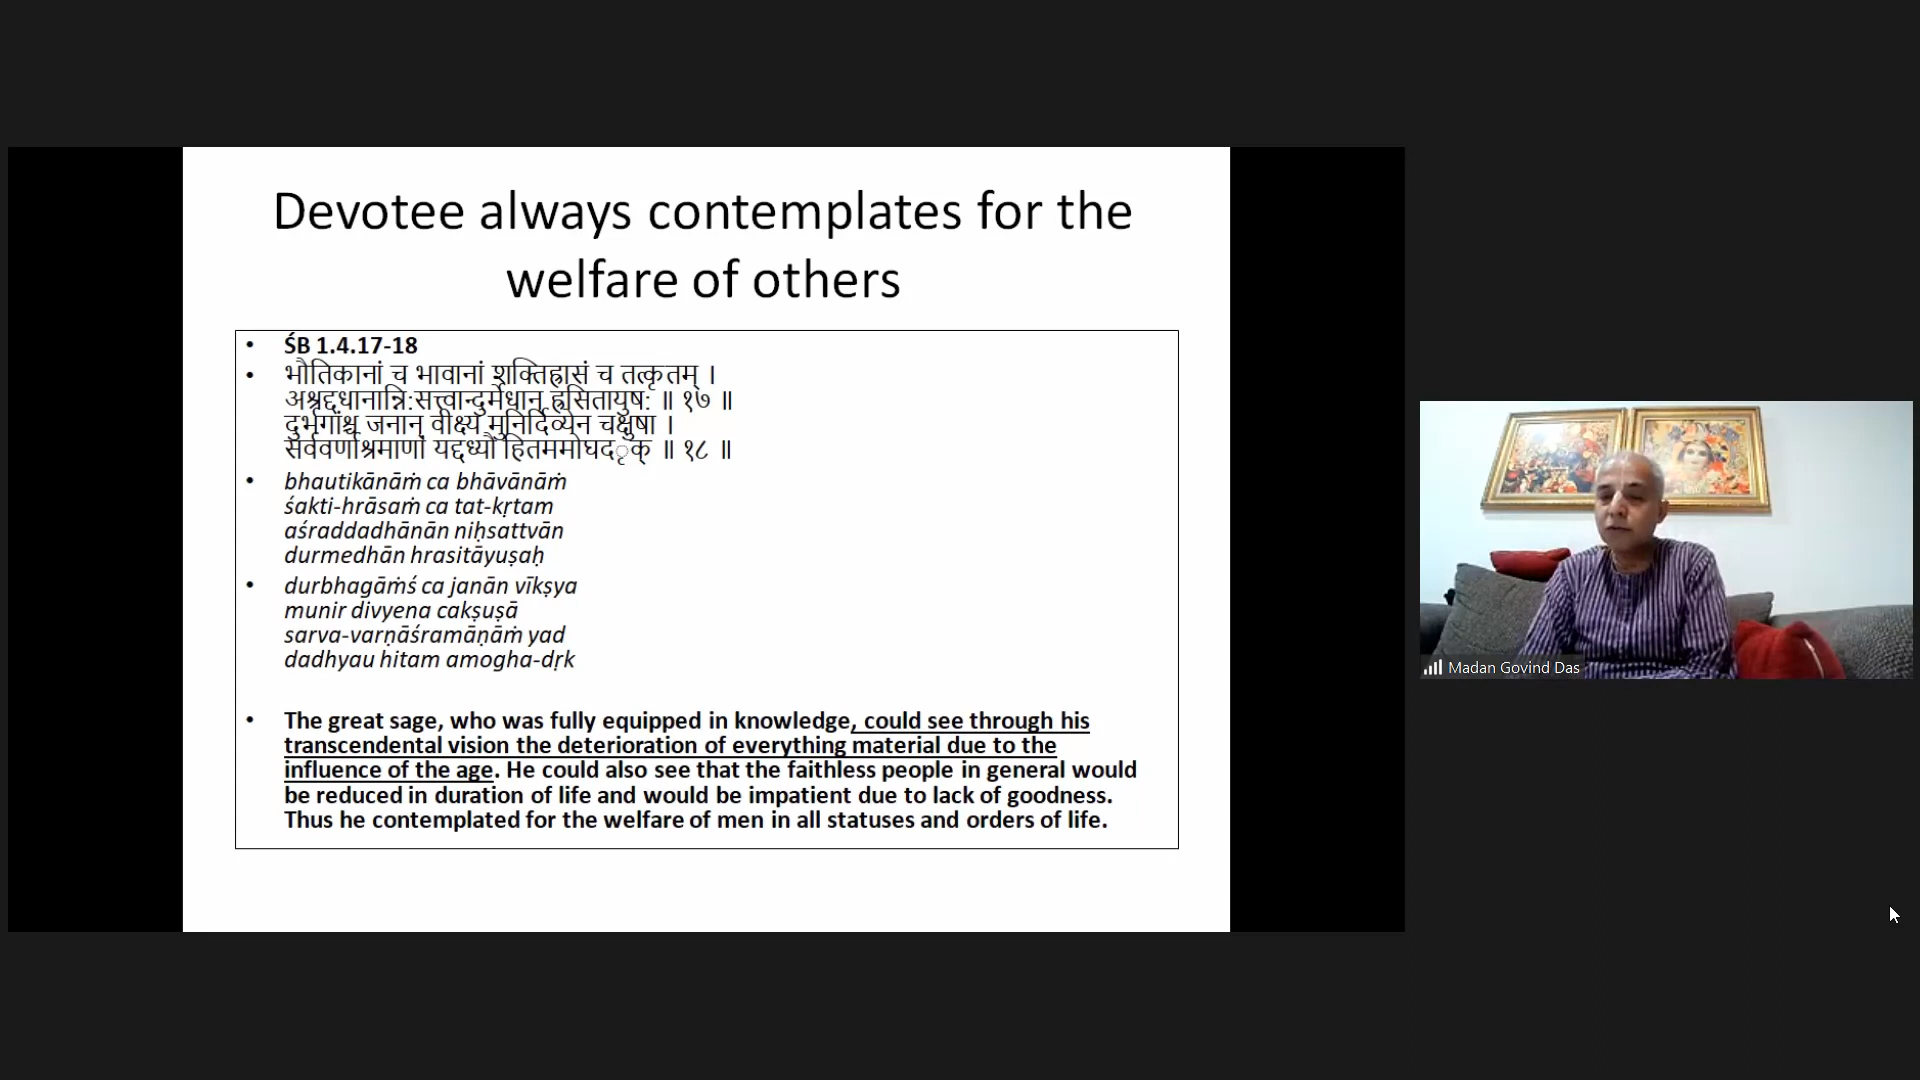 Devotee always contemplates for the
welfare of others
• ŚB 1.4.17-18
• भौतिकानां च भावानां शक्तिह्रासं च तत्कृतम् ।
अश्रद्दधानान्नि:सत्त्वान्दुर्मेधान् ह्रसितायुष: ॥ १७ ॥
दुर्भगांश्च जनान् वीक्ष्य मुनिर्दिव्येन चक्षुषा ।
सर्ववर्णाश्रमाणां यद्दध्यौ हितममोघद‍ृक् ॥ १८ ॥
• bhautikānāṁ ca bhāvānāṁ
śakti-hrāsaṁ ca tat-kṛtam
aśraddadhānān niḥsattvān
durmedhān hrasitāyuṣaḥ
• durbhagāṁś ca janān vīkṣya
munir divyena cakṣuṣā
sarva-varṇāśramāṇāṁ yad
dadhyau hitam amogha-dṛk
• The great sage, who was fully equipped in knowledge, could see through his
transcendental vision the deterioration of everything material due to the
influence of the age. He could also see that the faithless people in general would
be reduced in duration of life and would be impatient due to lack of goodness.
Thus he contemplated for the welfare of men in all statuses and orders of life.
Madan Govind Das